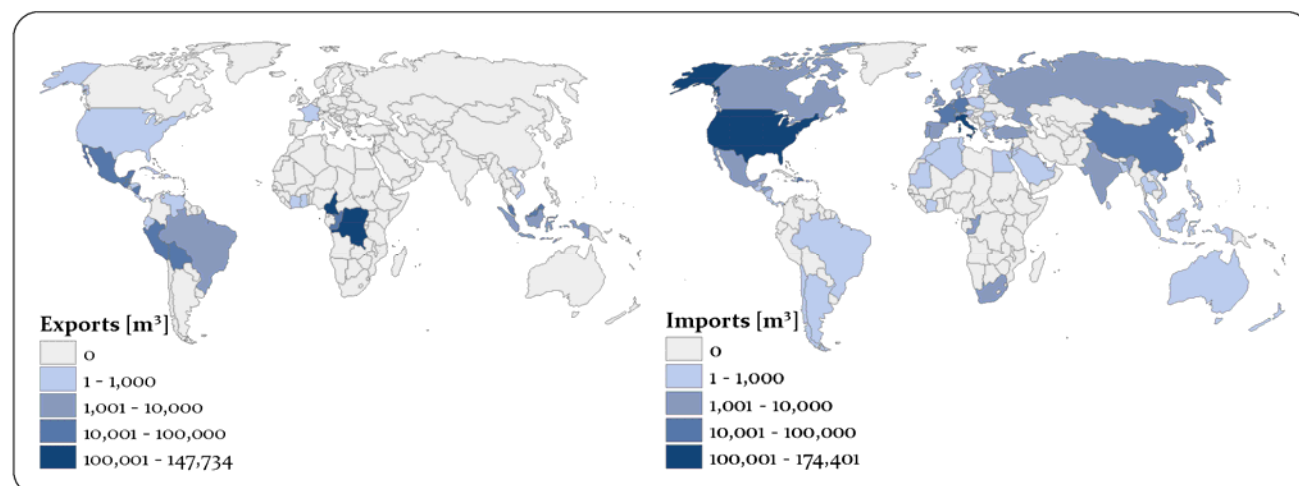 Exports [m³]
0
1 - 1,000
1,001 - 10,000
10,001 - 100,000
100,001 - 147,734
Imports [m³]
0
1 - 1,000
1,001 - 10,000
10,001 - 100,000
100,001 - 174,401